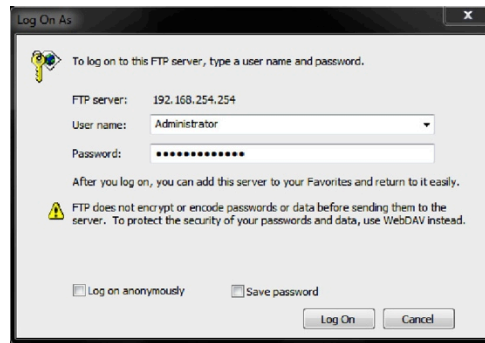 Log On As
x
To log on to this FTP server, type a user name and password.
FTP server: 192.168.254.254
User name: Administrator
Password: •••••••••••••
After you log on, you can add this server to your Favorites and return to it easily.
FTP does not encrypt or encode passwords or data before sending them to the
server. To protect the security of your passwords and data, use WebDAV instead.
Log on anonymously Save password
Log On Cancel